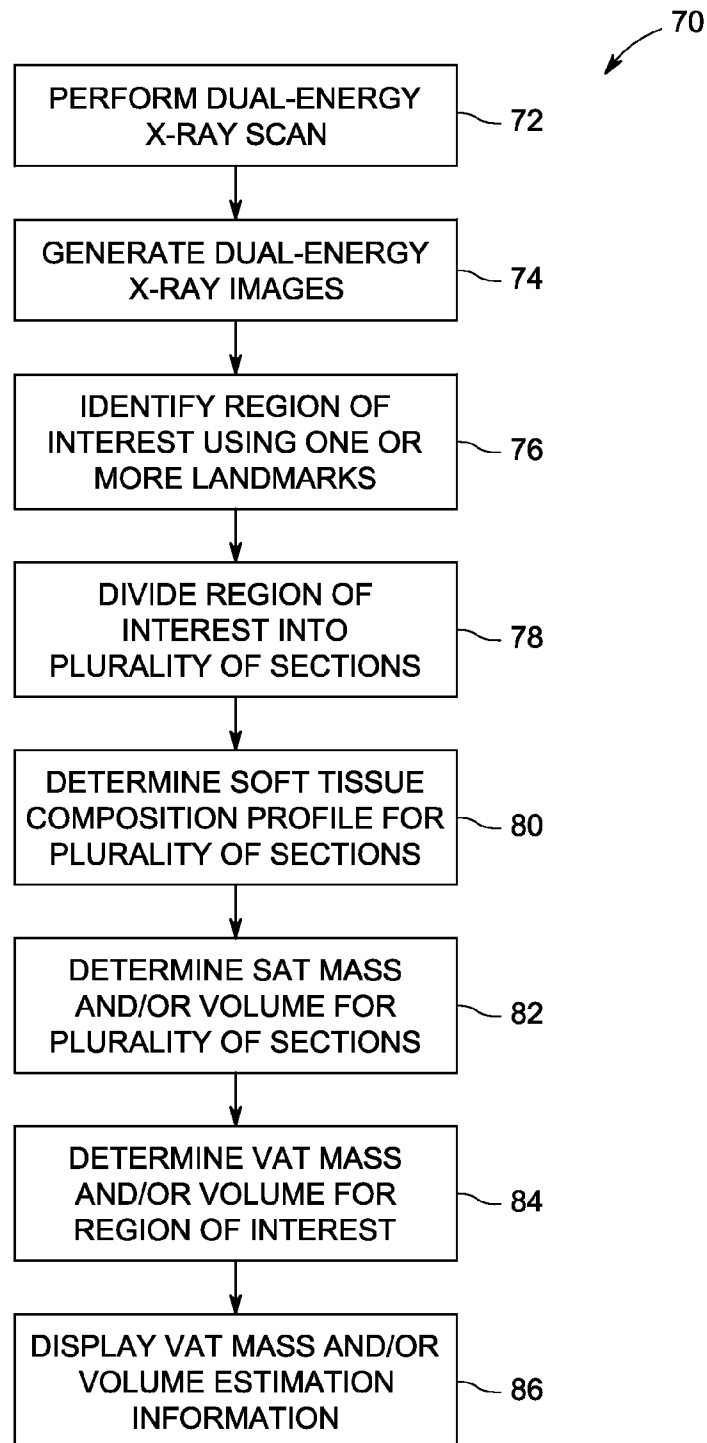 70
PERFORM DUAL-ENERGY
X-RAY SCAN
72
GENERATE DUAL-ENERGY
X-RAY IMAGES
74
IDENTIFY REGION OF
INTEREST USING ONE OR
MORE LANDMARKS
76
DIVIDE REGION OF
INTEREST INTO
PLURALITY OF SECTIONS
78
DETERMINE SOFT TISSUE
COMPOSITION PROFILE FOR
PLURALITY OF SECTIONS
80
DETERMINE SAT MASS
AND/OR VOLUME FOR
PLURALITY OF SECTIONS
82
DETERMINE VAT MASS
AND/OR VOLUME FOR
REGION OF INTEREST
84
DISPLAY VAT MASS AND/OR
VOLUME ESTIMATION
INFORMATION
86